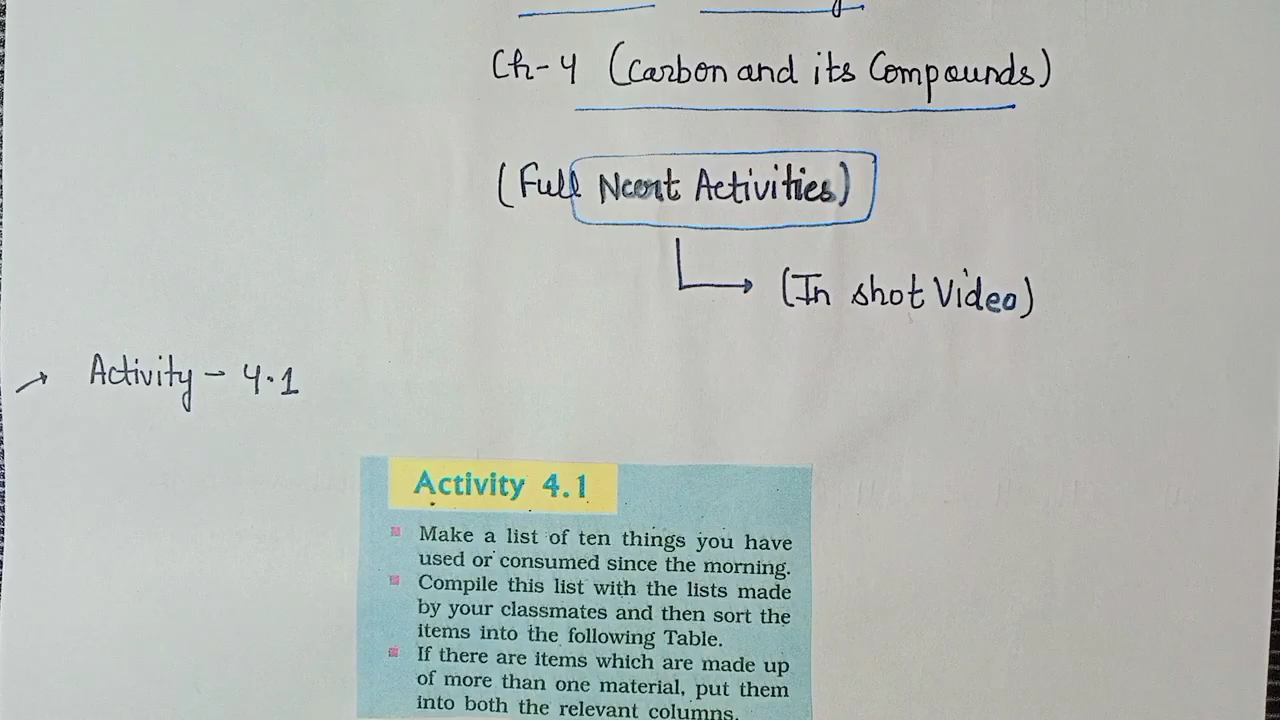 Ch-4 (Carbon and its Compounds)
(Full Ncert Activities)
(In shot Video)
Activity - 4.1
Activity 4.1
Make a list of ten things you have
used or consumed since the morning.
Compile this list with the lists made
by your classmates and then sort the
items into the following Table.
If there are items which are made up
of more than one material, put them
into both the relevant columns.